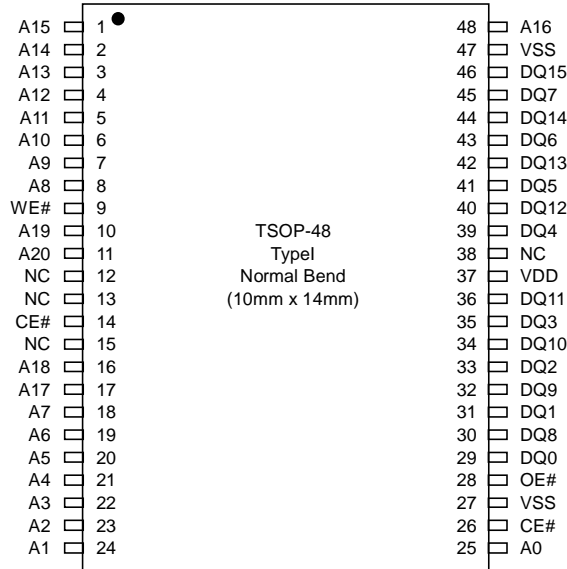 A15 1 48 A16
A14 2 47 VSS
A13 3 46 DQ15
A12 4 45 DQ7
A11 5 44 DQ14
A10 6 43 DQ6
A9 7 42 DQ13
A8 8 41 DQ5
WE# 9 40 DQ12
A19 10 TSOP-48 39 DQ4
A20 11 TypeI 38 NC
NC 12 Normal Bend 37 VDD
NC 13 (10mm x 14mm) 36 DQ11
CE# 14 35 DQ3
NC 15 34 DQ10
A18 16 33 DQ2
A17 17 32 DQ9
A7 18 31 DQ1
A6 19 30 DQ8
A5 20 29 DQ0
A4 21 28 OE#
A3 22 27 VSS
A2 23 26 CE#
A1 24 25 A0